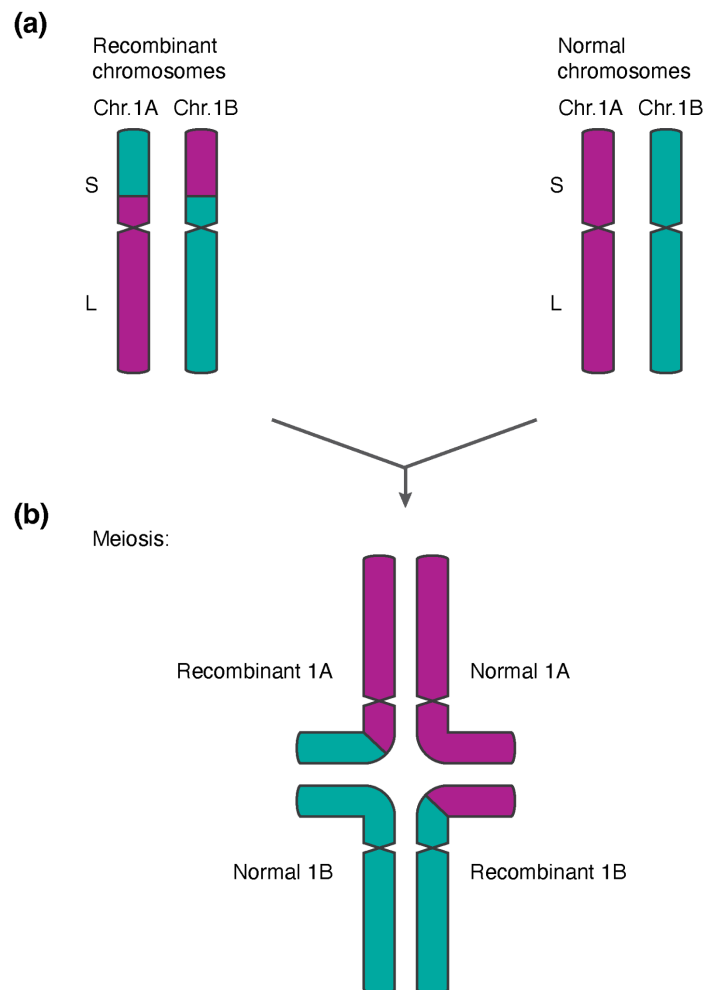 (a)
Recombinant
chromosomes
Chr.1A Chr.1B
Normal
chromosomes
Chr.1A Chr.1B
S
L
S
L
(b)
Meiosis:
Recombinant 1A
Normal 1A
Normal 1B
Recombinant 1B